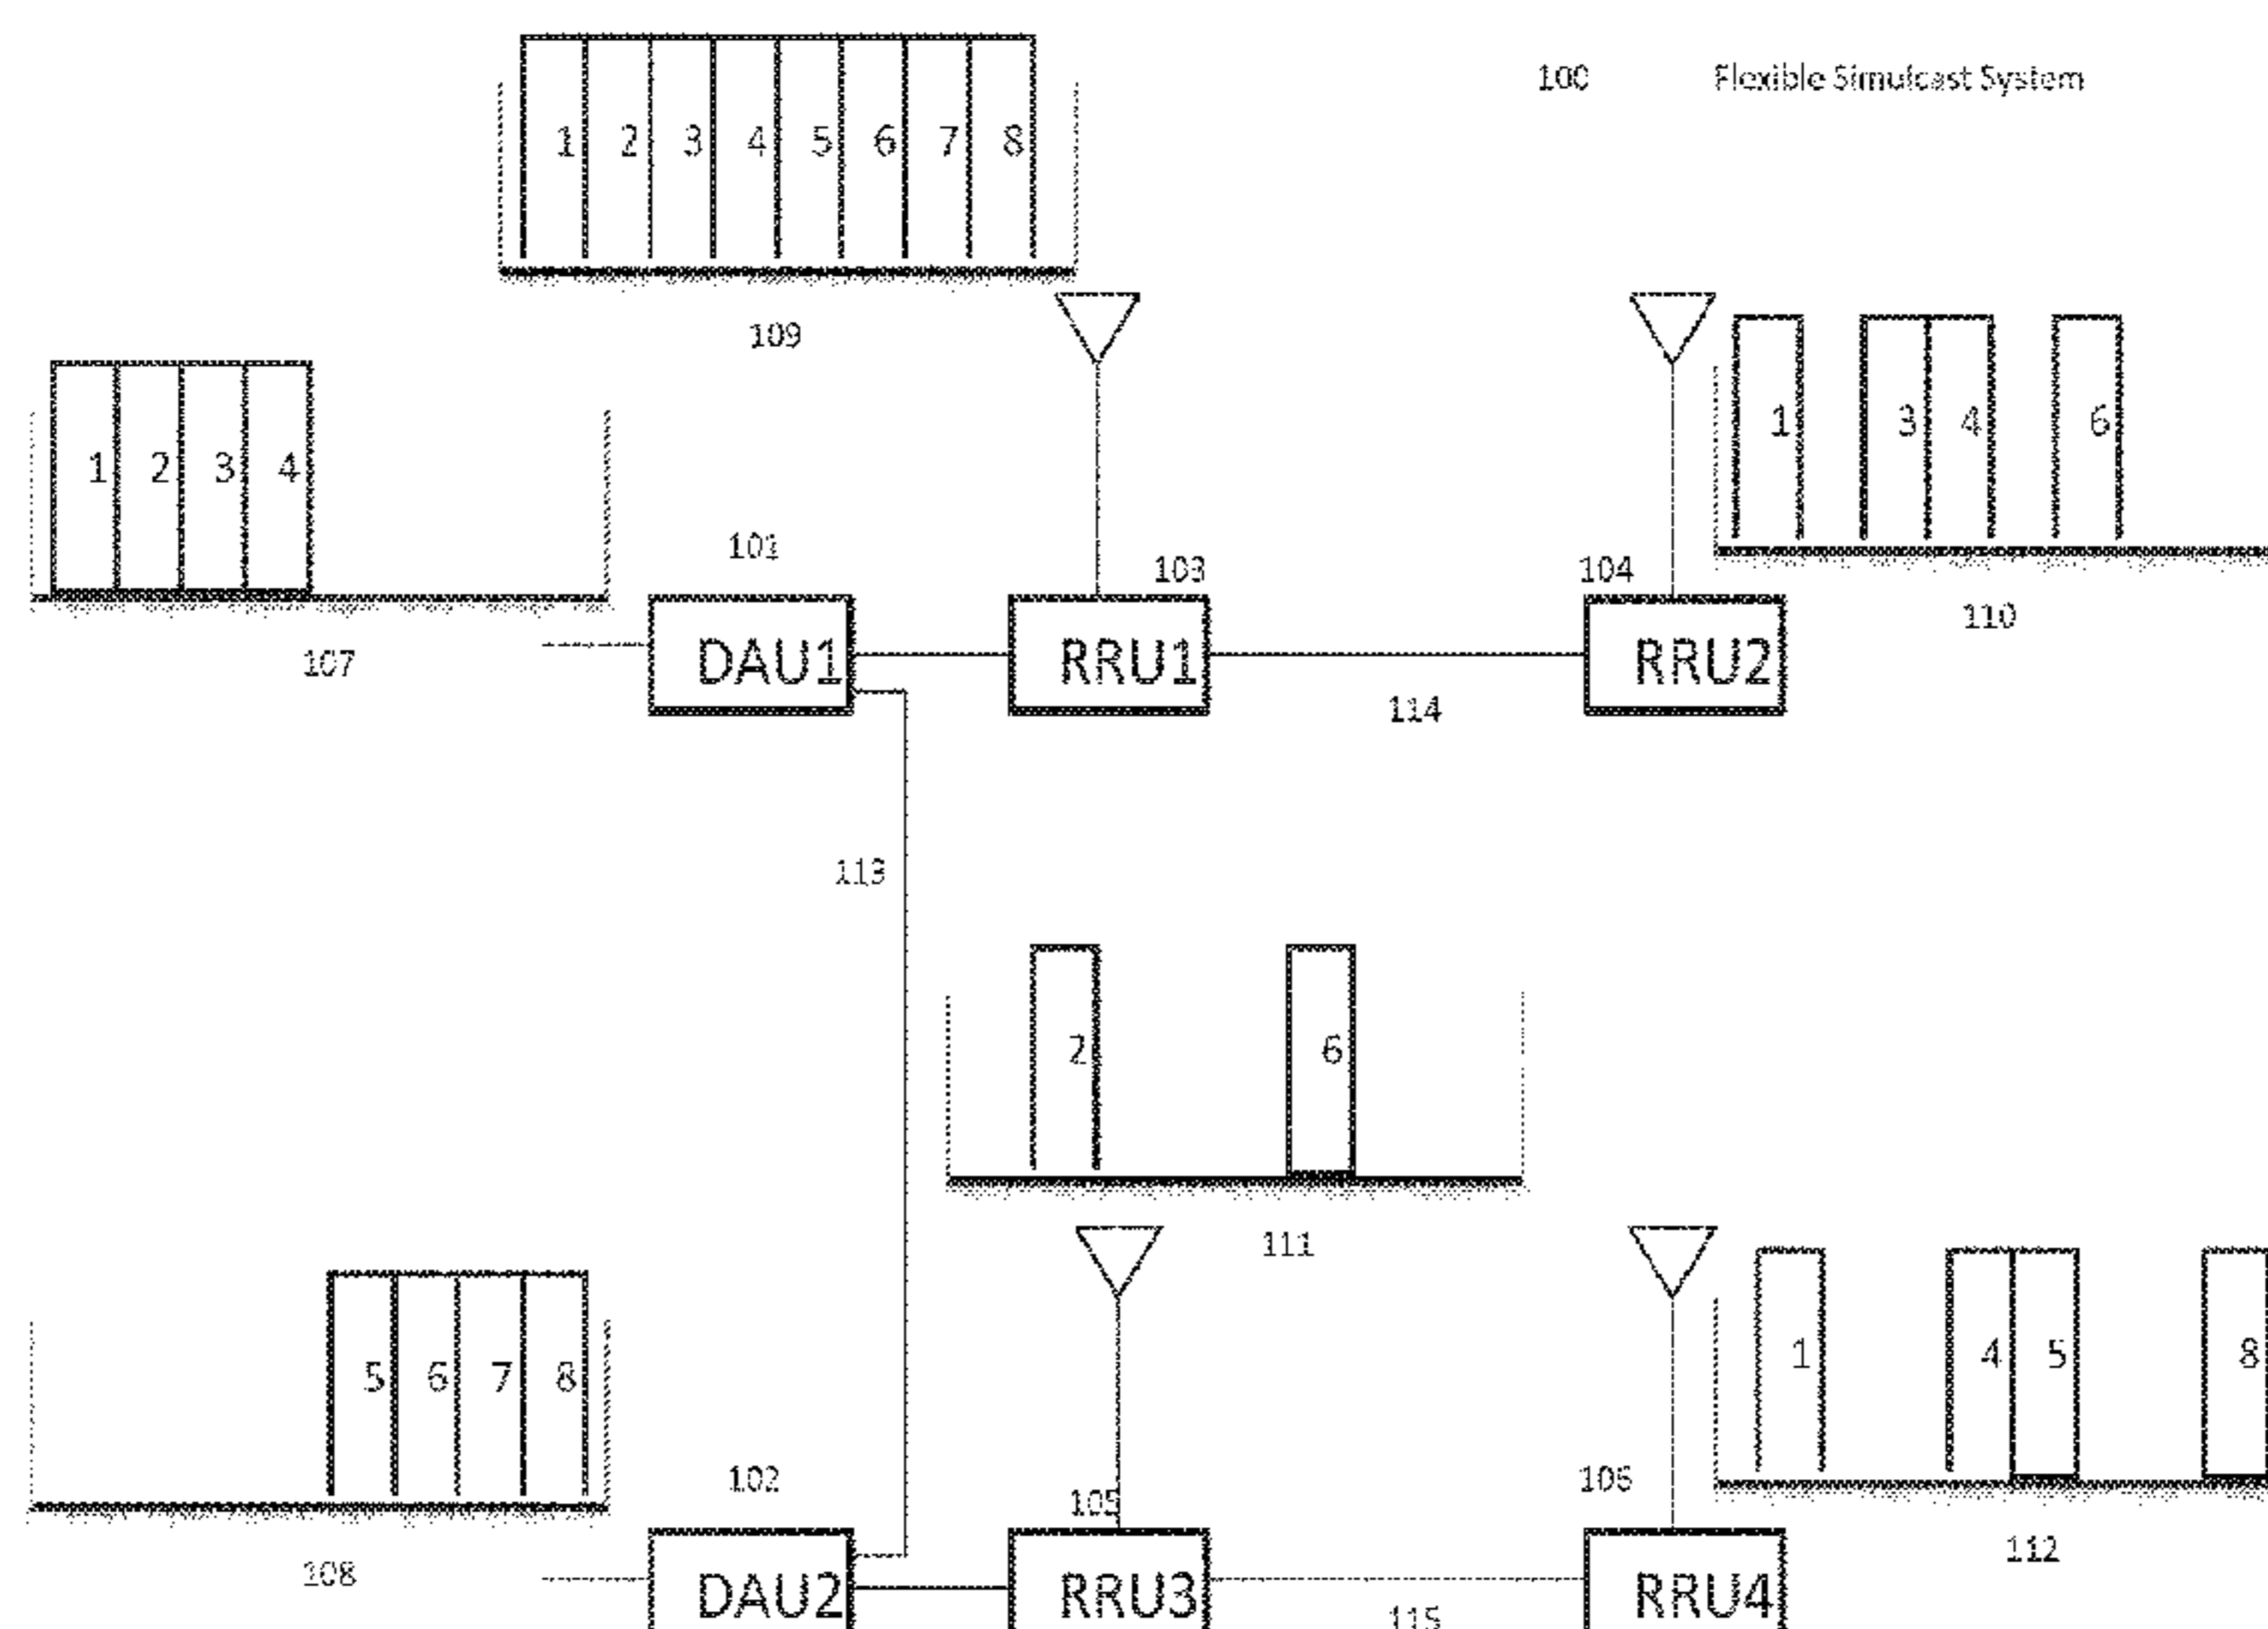 100 Flexible Simulcast System
1 2 3 4 5 6 7 8
109
1 2 3 4
107
101
DAU1
103
RRU1
114
104
RRU2
1 3 4 6
110
113
2 6
111
5 6 7 8
108
102
DAU2
105
RRU3
115
106
RRU4
1 4 5 8
112